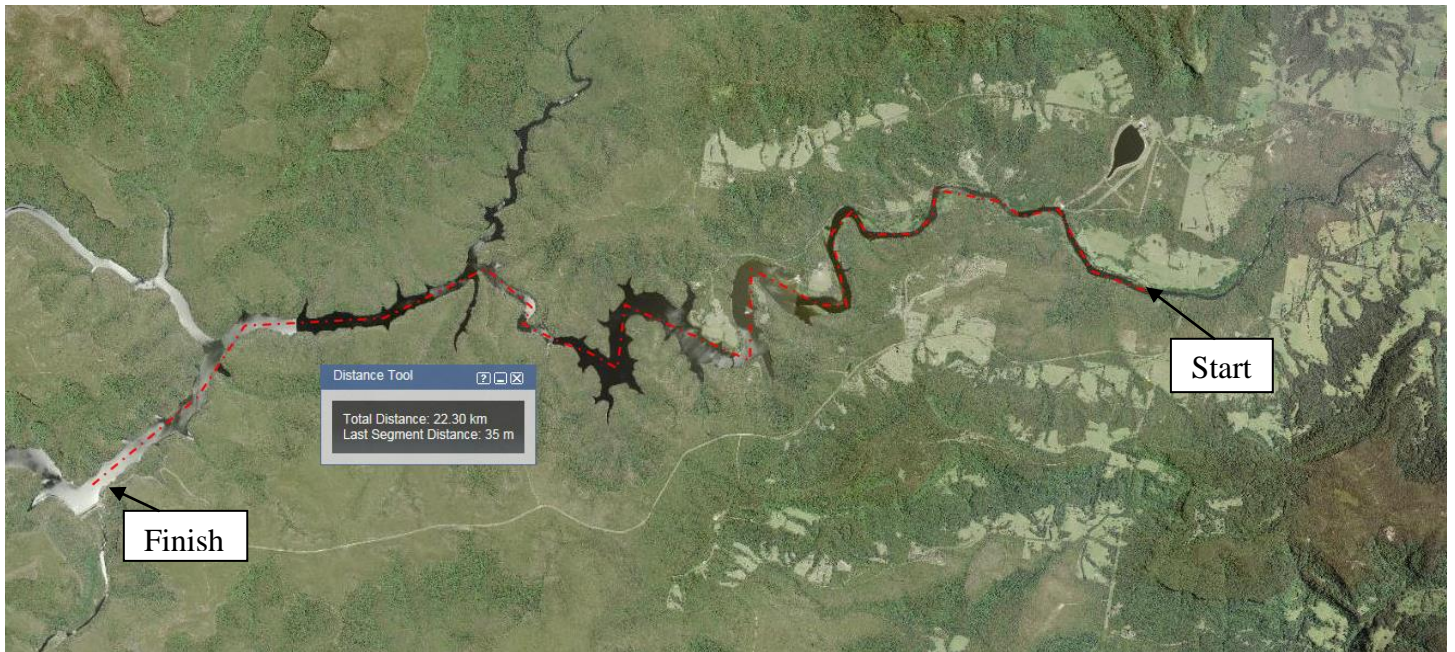 Start
Distance Tool
Total Distance: 22.30 km
Last Segment Distance: 35 m
Finish